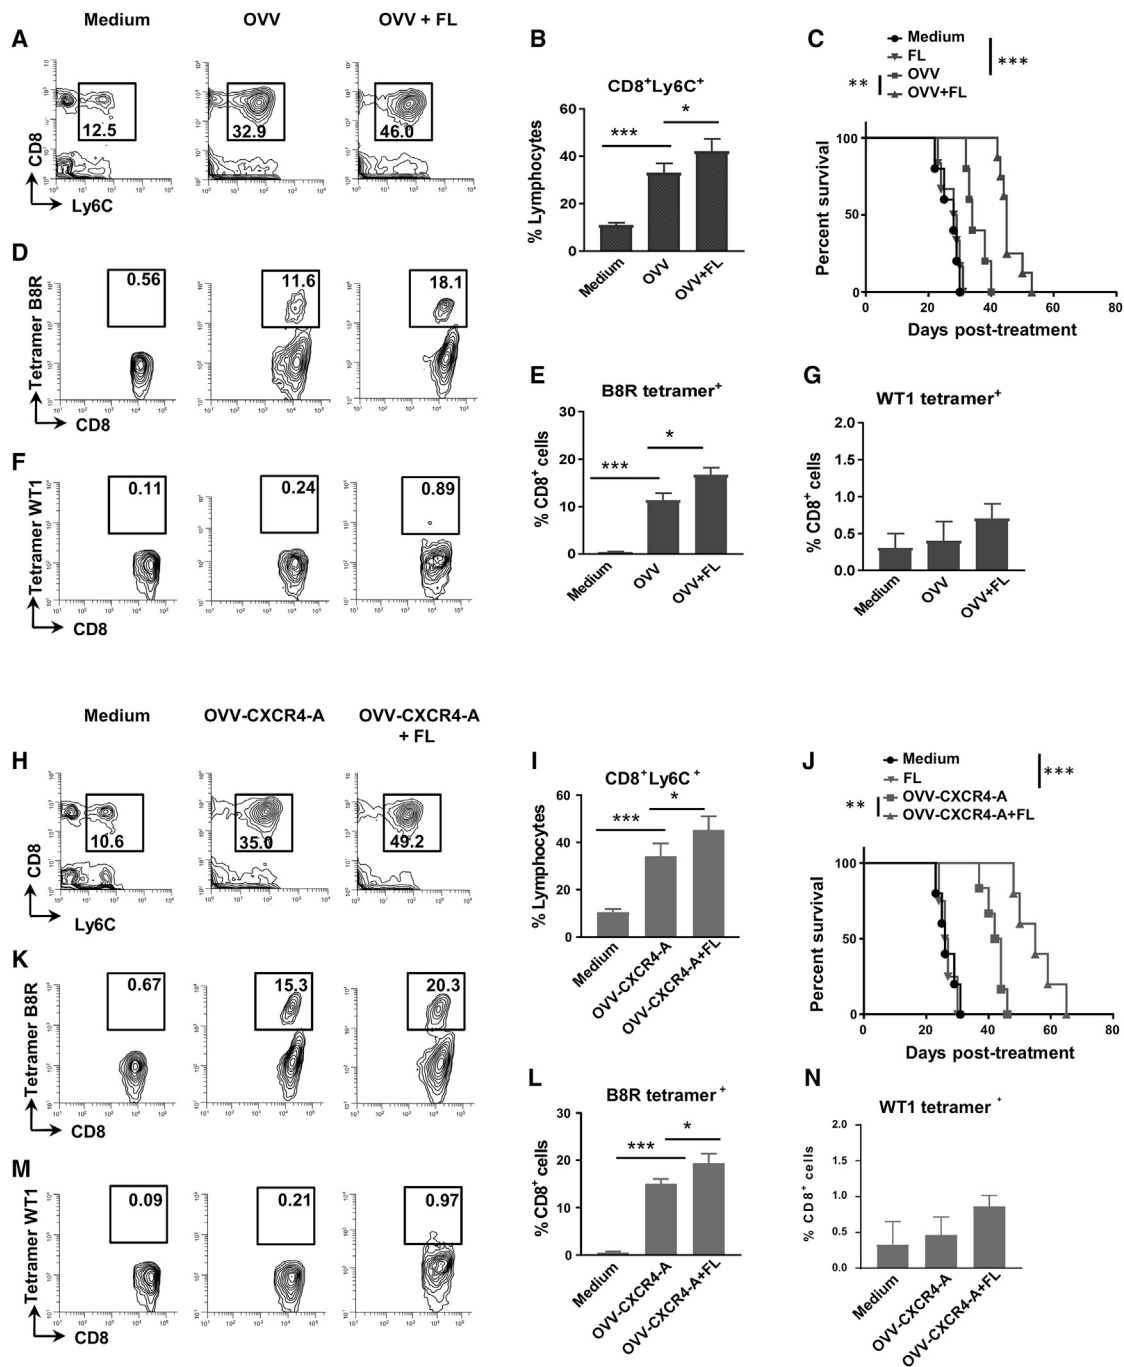 Medium OVV OVV + FL
A
12.5 32.9 46.0
CD8
Ly6C
B
CD8+Ly6C+
*
***
% Lymphocytes
60
40
20
0
Medium OVV OVV+FL
C
Medium
FL
OVV
OVV+FL
***
**
Percent survival
100
50
0
0 20 40 60 80
Days post-treatment
D
0.56 11.6 18.1
Tetramer B8R
CD8
E
B8R tetramer+
*
***
% CD8+ cells
30
20
10
0
Medium OVV OVV+FL
G
WT1 tetramer+
% CD8+ cells
2.0
1.5
1.0
0.5
0.0
Medium OVV OVV+FL
F
0.11 0.24 0.89
Tetramer WT1
CD8
Medium OVV-CXCR4-A OVV-CXCR4-A
+ FL
H
10.6 35.0 49.2
CD8
Ly6C
I
CD8+Ly6C +
*
***
% Lymphocytes
60
40
20
0
Medium OVV-CXCR4-A OVV-CXCR4-A+FL
J
Medium
FL
OVV-CXCR4-A
OVV-CXCR4-A+FL
***
**
Percent survival
100
50
0
0 20 40 60 80
Days post-treatment
K
0.67 15.3 20.3
Tetramer B8R
CD8
L
B8R tetramer +
*
***
% CD8+ cells
30
20
10
0
Medium OVV-CXCR4-A OVV-CXCR4-A+FL
N
WT1 tetramer +
% CD8+ cells
2.0
1.5
1.0
0.5
0.0
Medium OVV-CXCR4-A OVV-CXCR4-A+FL
M
0.09 0.21 0.97
Tetramer WT1
CD8